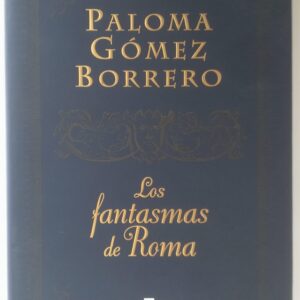 PALOMA
GÓMEZ
BORRERO
Los
fantasmas
de Roma